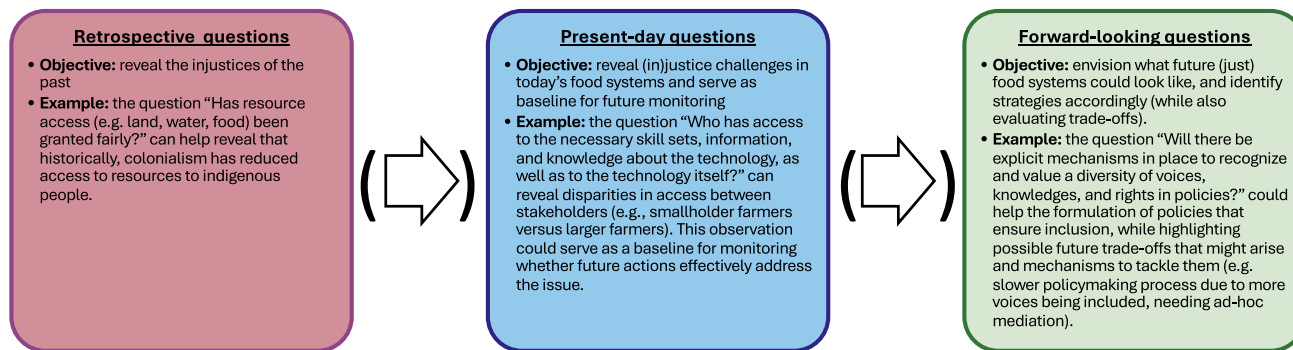 Retrospective questions
• Objective: reveal the injustices of the
past
• Example: the question “Has resource
access (e.g. land, water, food) been
granted fairly?” can help reveal that
historically, colonialism has reduced
access to resources to indigenous
people.
Present-day questions
• Objective: reveal (in)justice challenges in
today’s food systems and serve as
baseline for future monitoring
• Example: the question “Who has access
to the necessary skill sets, information,
and knowledge about the technology, as
well as to the technology itself?” can
reveal disparities in access between
stakeholders (e.g., smallholder farmers
versus larger farmers). This observation
could serve as a baseline for monitoring
whether future actions effectively address
the issue.
Forward-looking questions
• Objective: envision what future (just)
food systems could look like, and identify
strategies accordingly (while also
evaluating trade-offs).
• Example: the question “Will there be
explicit mechanisms in place to recognize
and value a diversity of voices,
knowledges, and rights in policies?” could
help the formulation of policies that
ensure inclusion, while highlighting
possible future trade-offs that might arise
and mechanisms to tackle them (e.g.
slower policymaking process due to more
voices being included, needing ad-hoc
mediation).